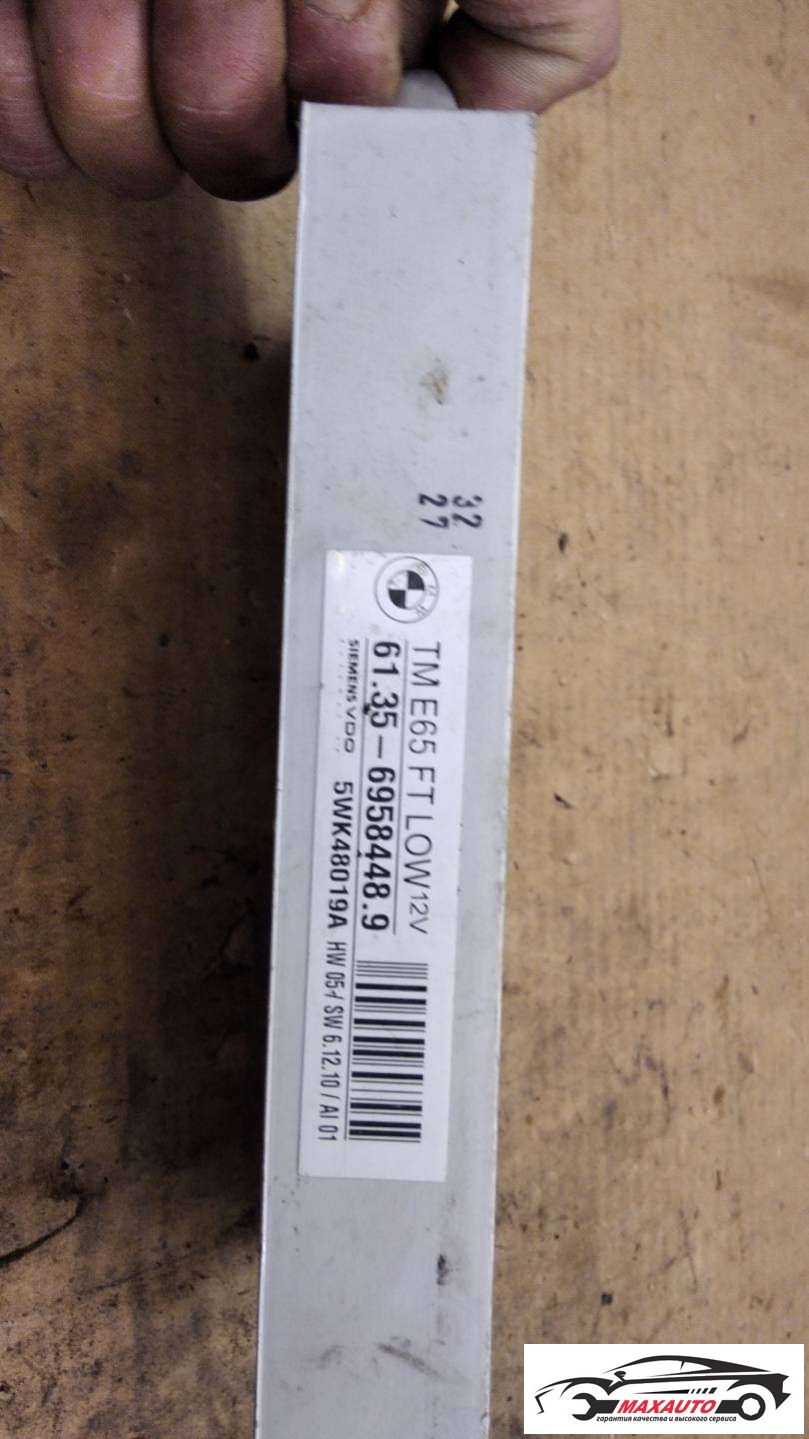 32
27
TM E65 FT LOW 12V
61.35-6958448.9
SIEMENS VDO 5WK48019A HW 05 / SW 6.12.10 / AI 01
MAXAUTO
гарантия качества и высокого сервиса